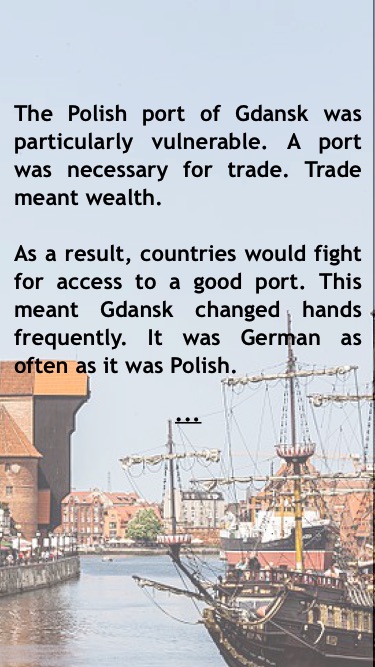 The Polish port of Gdansk was
particularly vulnerable. A port
was necessary for trade. Trade
meant wealth.
As a result, countries would fight
for access to a good port. This
meant Gdansk changed hands
frequently. It was German as
often as it was Polish.
...